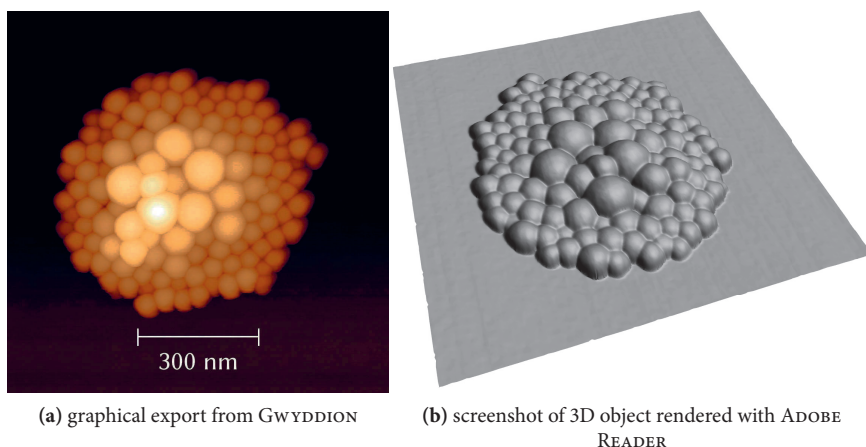 300 nm
(a) graphical export from GWYDDION
(b) screenshot of 3D object rendered with ADOBE
READER